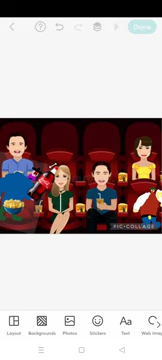 Done
PIC•COLLAGE
Layout
Backgrounds
Photos
Stickers
Text
Web Imag